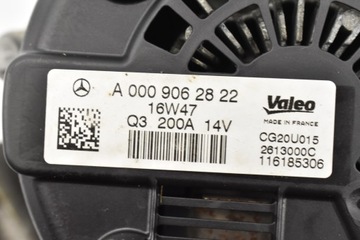 A 000 906 28 22
16W47
Q3 200A 14V
Valeo
MADE IN FRANCE
CG20U015
2613000C
116185306